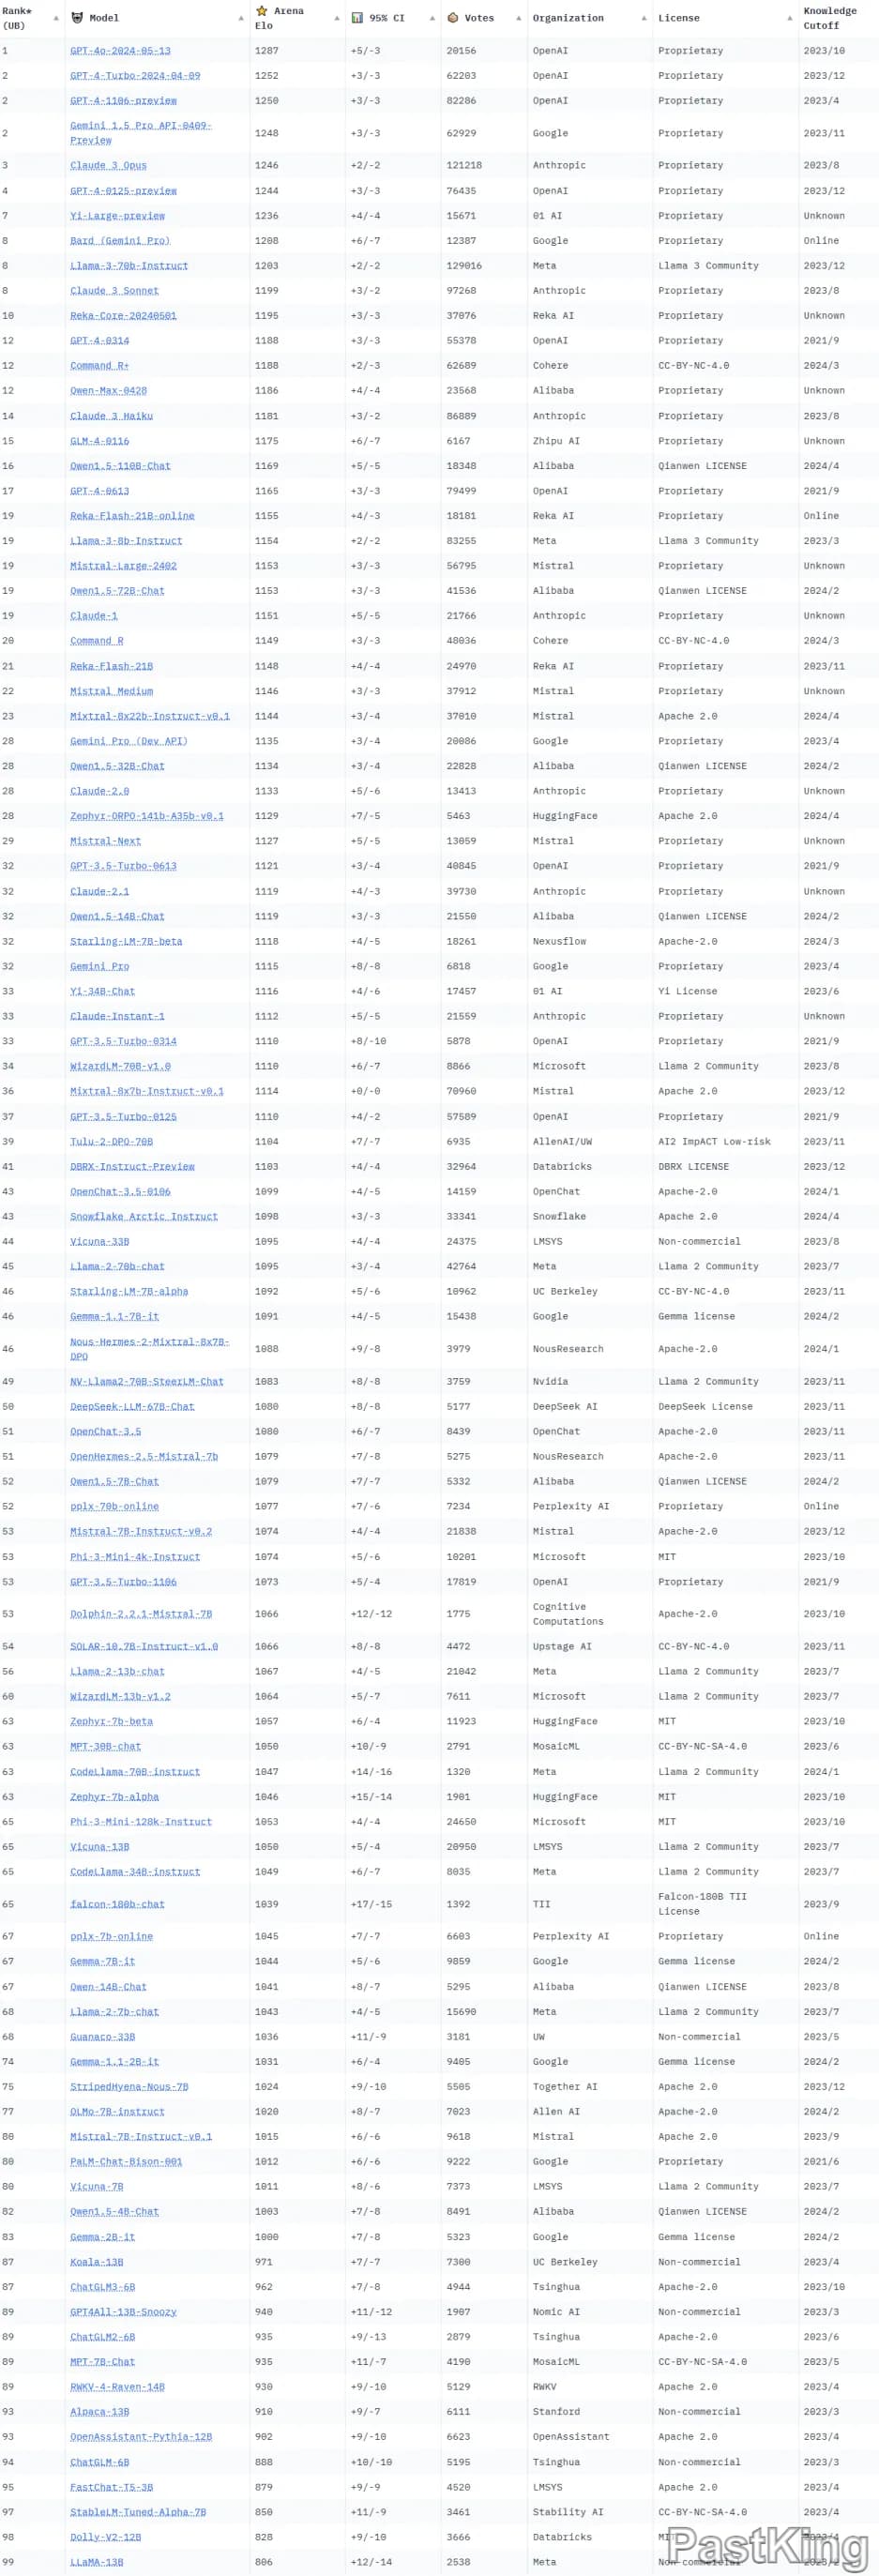 Rank* (UB) Model ⭐ Arena Elo 📊 95% CI Votes Organization License Knowledge Cutoff
1 GPT-4o-2024-05-13 1287 +5/-3 20156 OpenAI Proprietary 2023/10
2 GPT-4-Turbo-2024-04-09 1252 +3/-3 62203 OpenAI Proprietary 2023/12
2 GPT-4-1106-preview 1250 +3/-3 82286 OpenAI Proprietary 2023/4
2 Gemini 1.5 Pro API-0409-Preview 1248 +3/-3 62929 Google Proprietary 2023/11
3 Claude 3 Opus 1246 +2/-2 121218 Anthropic Proprietary 2023/8
4 GPT-4-0125-preview 1244 +3/-3 76435 OpenAI Proprietary 2023/12
7 Yi-Large-preview 1236 +4/-4 15671 01 AI Proprietary Unknown
8 Bard (Gemini Pro) 1208 +6/-7 12387 Google Proprietary Online
8 Llama-3-70b-Instruct 1203 +2/-2 129016 Meta Llama 3 Community 2023/12
8 Claude 3 Sonnet 1199 +3/-2 97268 Anthropic Proprietary 2023/8
10 Reka-Core-20240501 1195 +3/-3 37076 Reka AI Proprietary Unknown
12 GPT-4-0314 1188 +3/-3 55378 OpenAI Proprietary 2021/9
12 Command R+ 1188 +2/-3 62689 Cohere CC-BY-NC-4.0 2024/3
12 Qwen-Max-0428 1186 +4/-4 23568 Alibaba Proprietary Unknown
14 Claude 3 Haiku 1181 +3/-2 86889 Anthropic Proprietary 2023/8
15 GLM-4-0116 1175 +6/-7 6167 Zhipu AI Proprietary Unknown
16 Qwen1.5-110B-Chat 1169 +5/-5 18348 Alibaba Qianwen LICENSE 2024/4
17 GPT-4-0613 1165 +3/-3 79499 OpenAI Proprietary 2021/9
19 Reka-Flash-21B-online 1155 +4/-3 18181 Reka AI Proprietary Online
19 Llama-3-8b-Instruct 1154 +2/-2 83255 Meta Llama 3 Community 2023/3
19 Mistral-Large-2402 1153 +3/-3 56795 Mistral Proprietary Unknown
19 Qwen1.5-72B-Chat 1153 +3/-3 41536 Alibaba Qianwen LICENSE 2024/2
19 Claude-1 1151 +5/-5 21766 Anthropic Proprietary Unknown
20 Command R 1149 +3/-3 48036 Cohere CC-BY-NC-4.0 2024/3
21 Reka-Flash-21B 1148 +4/-4 24970 Reka AI Proprietary 2023/11
22 Mistral Medium 1146 +3/-3 37912 Mistral Proprietary Unknown
23 Mixtral-8x22b-Instruct-v0.1 1144 +3/-4 37010 Mistral Apache 2.0 2024/4
28 Gemini Pro (Dev API) 1135 +3/-4 20086 Google Proprietary 2023/4
28 Qwen1.5-32B-Chat 1134 +3/-4 22828 Alibaba Qianwen LICENSE 2024/2
28 Claude-2.0 1133 +5/-6 13413 Anthropic Proprietary Unknown
28 Zephyr-ORPO-141b-A35b-v0.1 1129 +7/-5 5463 HuggingFace Apache 2.0 2024/4
29 Mistral-Next 1127 +5/-5 13059 Mistral Proprietary Unknown
32 GPT-3.5-Turbo-0613 1121 +3/-4 40845 OpenAI Proprietary 2021/9
32 Claude-2.1 1119 +4/-3 39730 Anthropic Proprietary Unknown
32 Qwen1.5-14B-Chat 1119 +3/-3 21550 Alibaba Qianwen LICENSE 2024/2
32 Starling-LM-7B-beta 1118 +4/-5 18261 Nexusflow Apache-2.0 2024/3
32 Gemini Pro 1115 +8/-8 6818 Google Proprietary 2023/4
33 Yi-34B-Chat 1116 +4/-6 17457 01 AI Yi License 2023/6
33 Claude-Instant-1 1112 +5/-5 21559 Anthropic Proprietary Unknown
33 GPT-3.5-Turbo-0314 1110 +8/-10 5878 OpenAI Proprietary 2021/9
34 WizardLM-70B-v1.0 1110 +6/-7 8866 Microsoft Llama 2 Community 2023/8
36 Mixtral-8x7b-Instruct-v0.1 1114 +0/-0 70960 Mistral Apache 2.0 2023/12
37 GPT-3.5-Turbo-0125 1110 +4/-2 57589 OpenAI Proprietary 2021/9
39 Tulu-2-DPO-70B 1104 +7/-7 6935 AllenAI/UW AI2 ImpACT Low-risk 2023/11
41 DBRX-Instruct-Preview 1103 +4/-4 32964 Databricks DBRX LICENSE 2023/12
43 OpenChat-3.5-0106 1099 +4/-5 14159 OpenChat Apache-2.0 2024/1
43 Snowflake Arctic Instruct 1098 +3/-3 33341 Snowflake Apache 2.0 2024/4
44 Vicuna-33B 1095 +4/-4 24375 LMSYS Non-commercial 2023/8
45 Llama-2-70b-chat 1095 +3/-4 42764 Meta Llama 2 Community 2023/7
46 Starling-LM-7B-alpha 1092 +5/-6 10962 UC Berkeley CC-BY-NC-4.0 2023/11
46 Gemma-1.1-7B-it 1091 +4/-5 15438 Google Gemma license 2024/2
46 Nous-Hermes-2-Mixtral-8x7B-DPO 1088 +9/-8 3979 NousResearch Apache-2.0 2024/1
49 NV-Llama2-70B-SteerLM-Chat 1083 +8/-8 3759 Nvidia Llama 2 Community 2023/11
50 DeepSeek-LLM-67B-Chat 1080 +8/-8 5177 DeepSeek AI DeepSeek License 2023/11
51 OpenChat-3.5 1080 +6/-7 8439 OpenChat Apache-2.0 2023/11
51 OpenHermes-2.5-Mistral-7b 1079 +7/-8 5275 NousResearch Apache-2.0 2023/11
52 Qwen1.5-7B-Chat 1079 +7/-7 5332 Alibaba Qianwen LICENSE 2024/2
52 pplx-70b-online 1077 +7/-6 7234 Perplexity AI Proprietary Online
53 Mistral-7B-Instruct-v0.2 1074 +4/-4 21838 Mistral Apache-2.0 2023/12
53 Phi-3-Mini-4k-Instruct 1074 +5/-6 10201 Microsoft MIT 2023/10
53 GPT-3.5-Turbo-1106 1073 +5/-4 17819 OpenAI Proprietary 2021/9
53 Dolphin-2.2.1-Mistral-7B 1066 +12/-12 1775 Cognitive Computations Apache-2.0 2023/10
54 SOLAR-10.7B-Instruct-v1.0 1066 +8/-8 4472 Upstage AI CC-BY-NC-4.0 2023/11
56 Llama-2-13b-chat 1067 +4/-5 21042 Meta Llama 2 Community 2023/7
60 WizardLM-13b-v1.2 1064 +5/-7 7611 Microsoft Llama 2 Community 2023/7
63 Zephyr-7b-beta 1057 +6/-4 11923 HuggingFace MIT 2023/10
63 MPT-30B-chat 1050 +10/-9 2791 MosaicML CC-BY-NC-SA-4.0 2023/6
63 CodeLlama-70B-instruct 1047 +14/-16 1320 Meta Llama 2 Community 2024/1
63 Zephyr-7b-alpha 1046 +15/-14 1901 HuggingFace MIT 2023/10
65 Phi-3-Mini-128k-Instruct 1053 +4/-4 24650 Microsoft MIT 2023/10
65 Vicuna-13B 1050 +5/-4 20950 LMSYS Llama 2 Community 2023/7
65 CodeLlama-34B-instruct 1049 +6/-7 8035 Meta Llama 2 Community 2023/7
65 falcon-180b-chat 1039 +17/-15 1392 TII Falcon-180B TII License 2023/9
67 pplx-7b-online 1045 +7/-7 6603 Perplexity AI Proprietary Online
67 Gemma-7B-it 1044 +5/-6 9859 Google Gemma license 2024/2
67 Qwen-14B-Chat 1041 +8/-7 5295 Alibaba Qianwen LICENSE 2023/8
68 Llama-2-7b-chat 1043 +4/-5 15690 Meta Llama 2 Community 2023/7
68 Guanaco-33B 1036 +11/-9 3181 UW Non-commercial 2023/5
74 Gemma-1.1-2B-it 1031 +6/-4 9405 Google Gemma license 2024/2
75 StripedHyena-Nous-7B 1024 +9/-10 5505 Together AI Apache 2.0 2023/12
77 OLMo-7B-instruct 1020 +8/-7 7023 Allen AI Apache-2.0 2024/2
80 Mistral-7B-Instruct-v0.1 1015 +6/-6 9618 Mistral Apache 2.0 2023/9
80 PaLM-Chat-Bison-001 1012 +6/-6 9222 Google Proprietary 2021/6
80 Vicuna-7B 1011 +8/-6 7373 LMSYS Llama 2 Community 2023/7
82 Qwen1.5-4B-Chat 1003 +7/-8 8491 Alibaba Qianwen LICENSE 2024/2
83 Gemma-2B-it 1000 +7/-8 5323 Google Gemma license 2024/2
87 Koala-13B 971 +7/-7 7300 UC Berkeley Non-commercial 2023/4
87 ChatGLM3-6B 962 +7/-8 4944 Tsinghua Apache-2.0 2023/10
89 GPT4All-13B-Snoozy 940 +11/-12 1907 Nomic AI Non-commercial 2023/3
89 ChatGLM2-6B 935 +9/-13 2879 Tsinghua Apache-2.0 2023/6
89 MPT-7B-Chat 935 +11/-7 4190 MosaicML CC-BY-NC-SA-4.0 2023/5
89 RWKV-4-Raven-14B 930 +9/-10 5129 RWKV Apache 2.0 2023/4
93 Alpaca-13B 910 +9/-7 6111 Stanford Non-commercial 2023/3
93 OpenAssistant-Pythia-12B 902 +9/-10 6623 OpenAssistant Apache 2.0 2023/4
94 ChatGLM-6B 888 +10/-10 5195 Tsinghua Non-commercial 2023/3
95 FastChat-T5-3B 879 +9/-9 4520 LMSYS Apache 2.0 2023/4
97 StableLM-Tuned-Alpha-7B 850 +11/-9 3461 Stability AI CC-BY-NC-SA-4.0 2023/4
98 Dolly-V2-12B 828 +9/-10 3666 Databricks MIT 2023/4
99 LLaMA-13B 806 +12/-14 2538 Meta Non-commercial 2023/2
PastKing